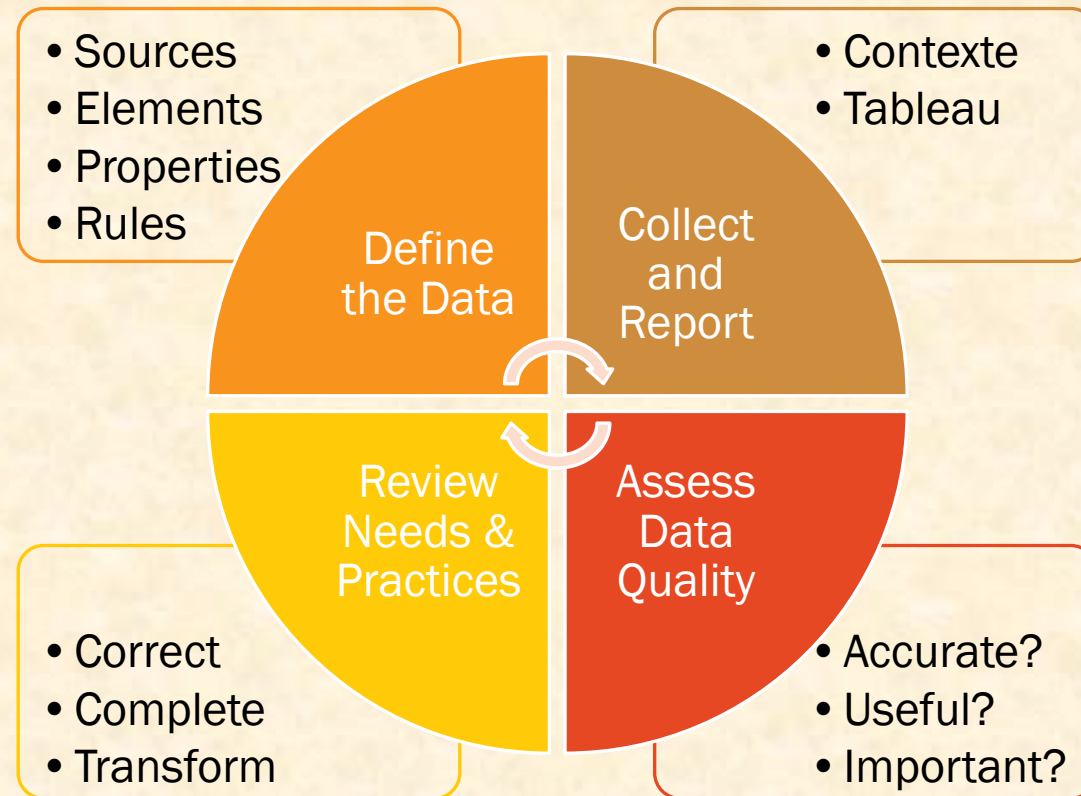 • Sources
• Elements
• Properties
• Rules
Define
the Data
• Contexte
• Tableau
Collect
and
Report
Review
Needs &
Practices
• Correct
• Complete
• Transform
Assess
Data
Quality
• Accurate?
• Useful?
• Important?